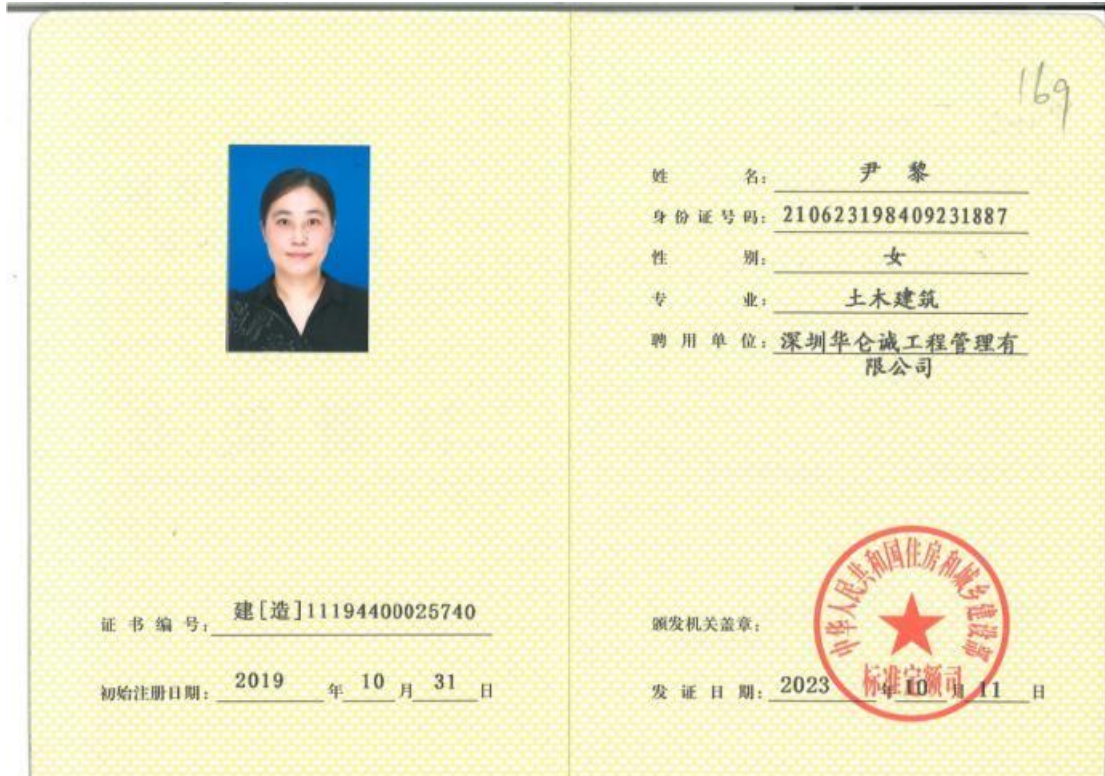 169
姓 名： 尹 黎
身份证号码： 210623198409231887
性 别： 女
专 业： 土木建筑
聘用单位： 深圳华仑诚工程管理有
限公司
证书编号： 建[造]11194400025740
初始注册日期： 2019 年 10 月 31 日
颁发机关盖章：
中华人民共和国住房和城乡建设部
标准定额司
发证日期： 2023 年 10 月 11 日